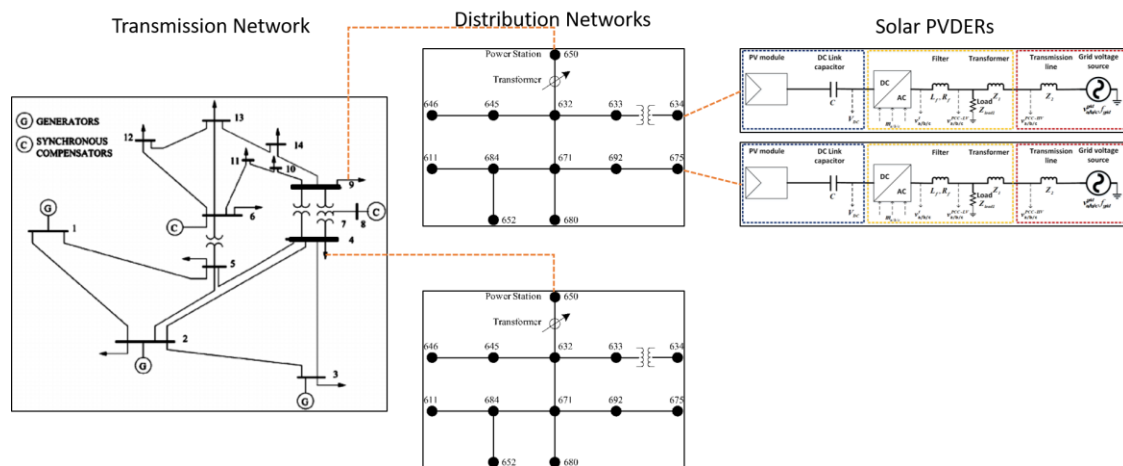 Transmission Network
Distribution Networks
Solar PVDERs
G GENERATORS
C SYNCHRONOUS
COMPENSATORS
13
12
14
11
10
9
C
6
7
8
C
G
1
4
5
2
G
3
G
Power Station
650
Transformer
646
645
632
633
634
611
684
671
692
675
652
680
Power Station
650
Transformer
646
645
632
633
634
611
684
671
692
675
652
680
PV module
DC Link
capacitor
Filter
Transformer
Transmission
line
Grid voltage
source
DC
AC
C
Load
PV module
DC Link
capacitor
Filter
Transformer
Transmission
line
Grid voltage
source
DC
AC
C
Load